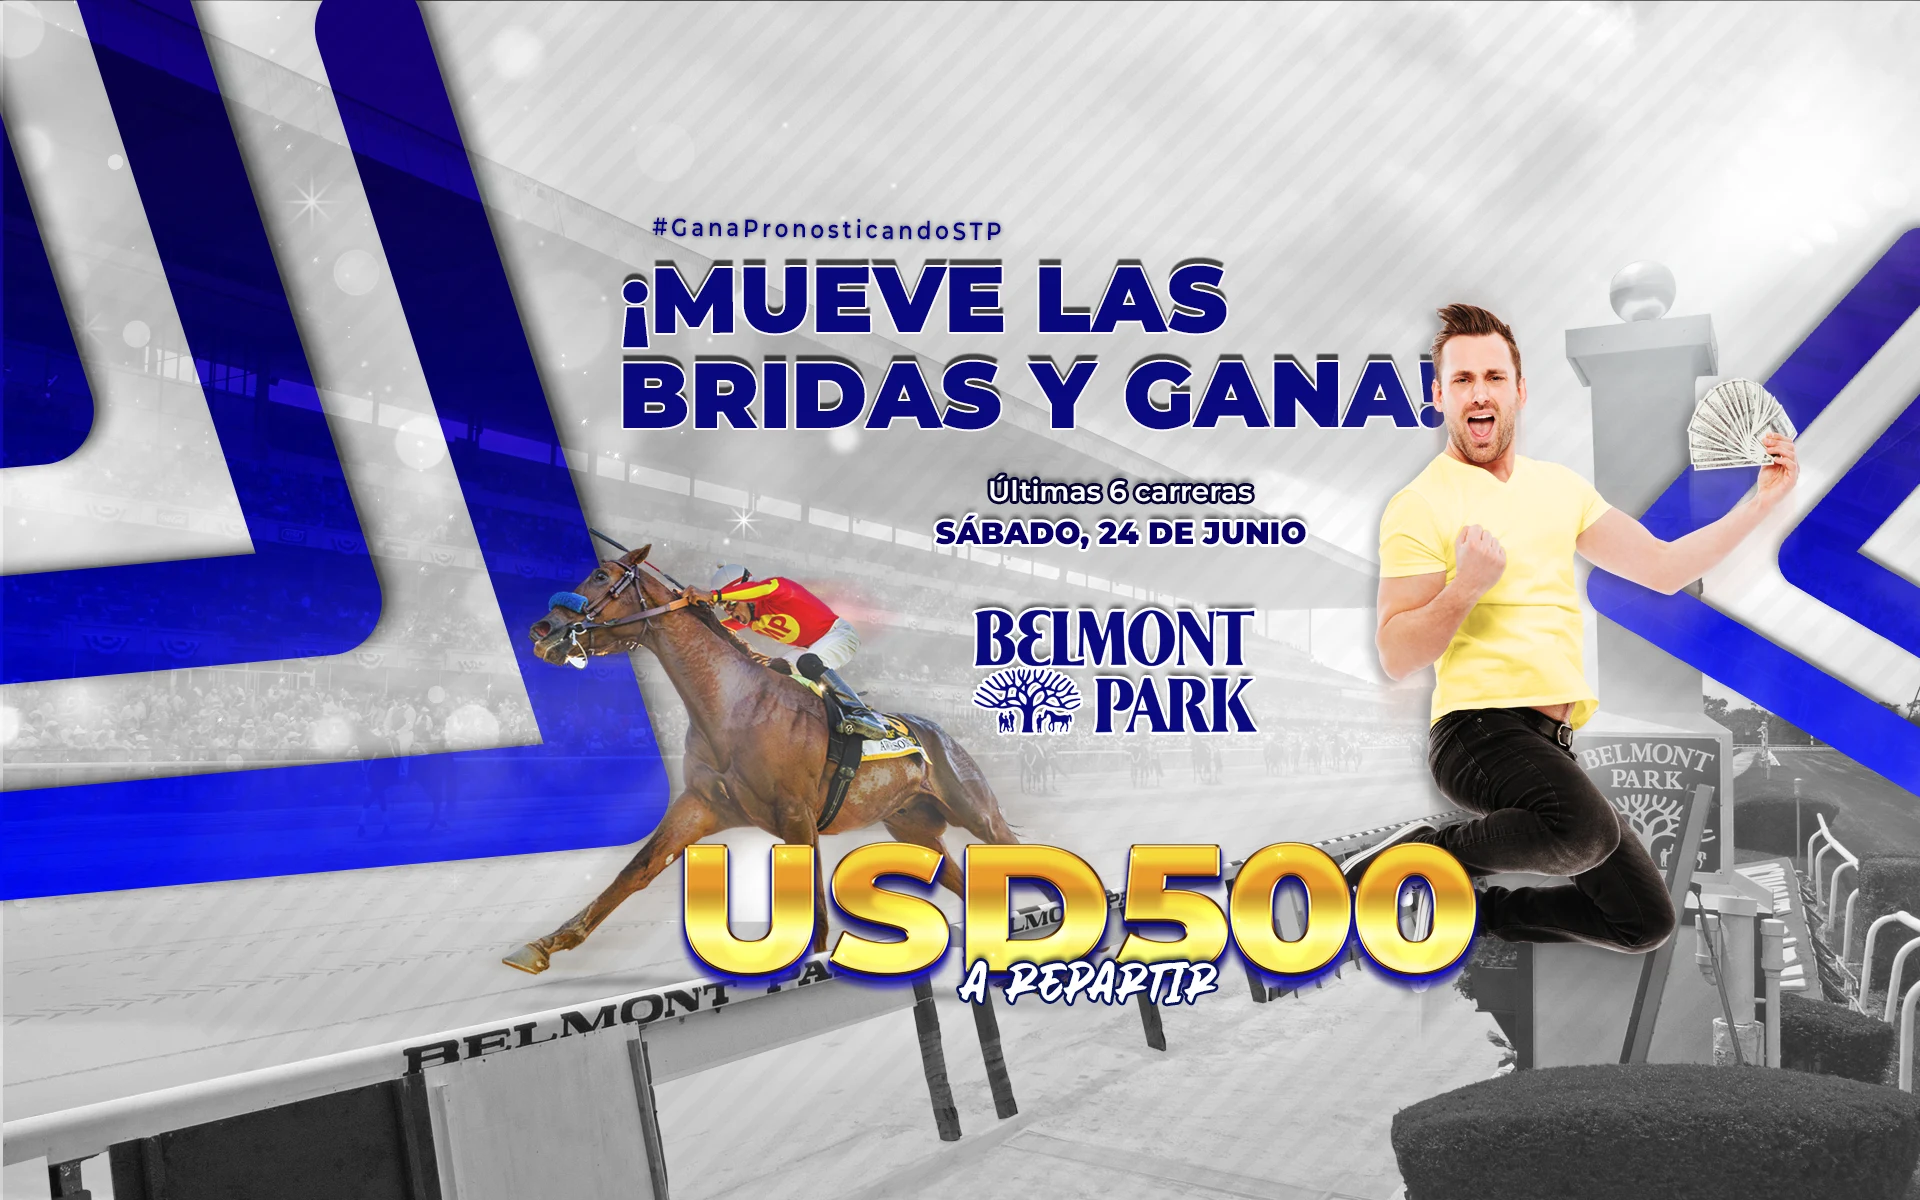 #GanaPronosticandoSTP
¡MUEVE LAS
BRIDAS Y GANA!
Últimas 6 carreras
SÁBADO, 24 DE JUNIO
BELMONT
PARK
BELMONT
PARK
USD500
A REPARTIR
BELMONT PA